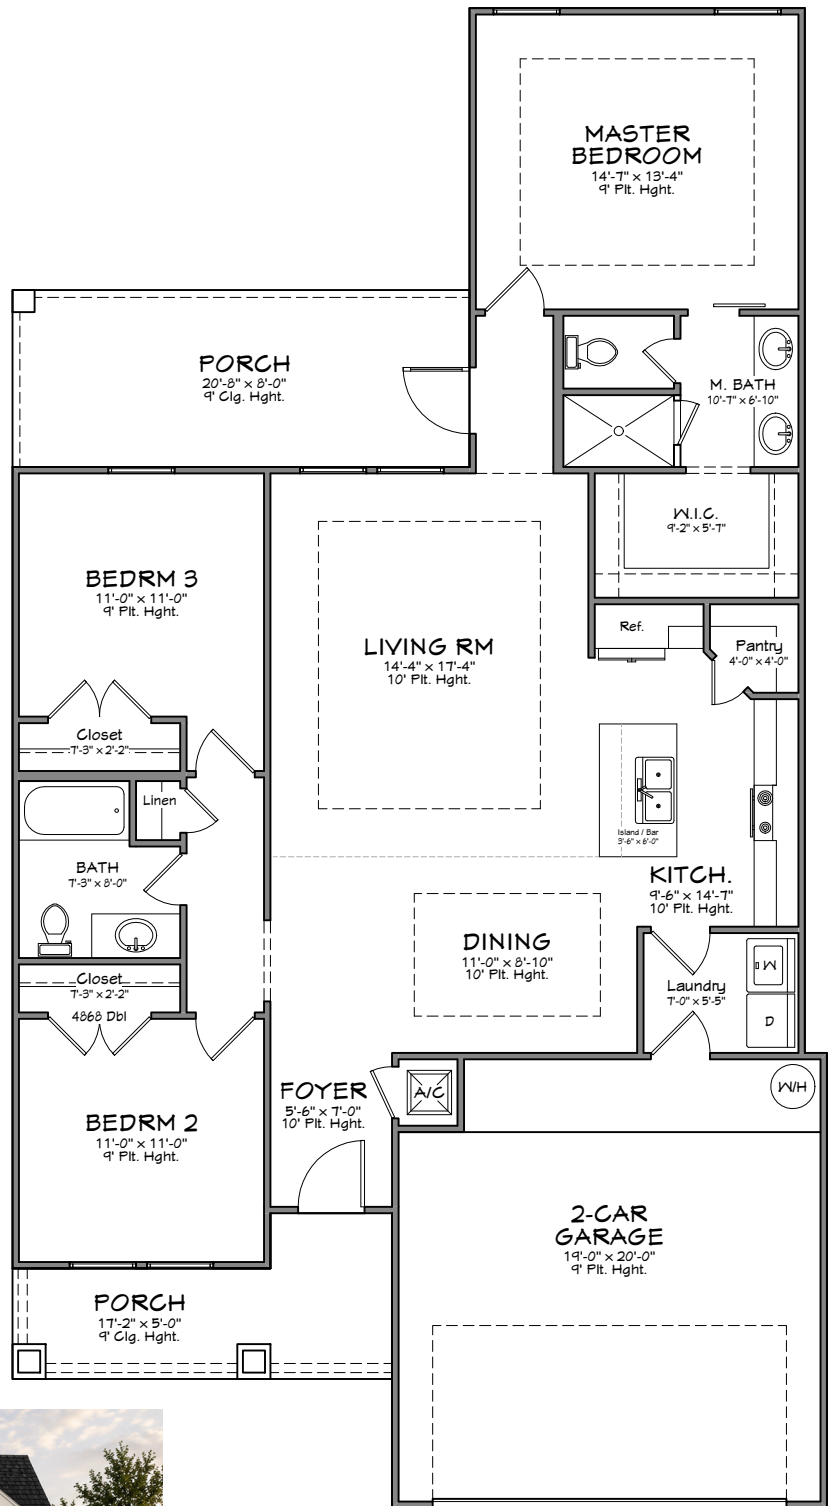 MASTER
BEDROOM
14'-7" x 13'-4"
9' Plt. Hght.
PORCH
20'-8" x 8'-0"
9' Clg. Hght.
M. BATH
10'-7" x 6'-10"
W.I.C.
9'-2" x 5'-7"
BEDRM 3
11'-0" x 11'-0"
9' Plt. Hght.
LIVING RM
14'-4" x 17'-4"
10' Plt. Hght.
Ref.
Pantry
4'-0" x 4'-0"
Closet
7'-3" x 2'-2"
Linen
Island / Bar
3'-6" x 6'-0"
BATH
7'-3" x 8'-0"
KITCH.
9'-6" x 14'-7"
10' Plt. Hght.
DINING
11'-0" x 8'-10"
10' Plt. Hght.
Closet
7'-3" x 2'-2"
4868 Dbl
Laundry
7'-0" x 5'-5"
W
D
FOYER
5'-6" x 7'-0"
10' Plt. Hght.
A/C
W/H
BEDRM 2
11'-0" x 11'-0"
9' Plt. Hght.
2-CAR
GARAGE
19'-0" x 20'-0"
9' Plt. Hght.
PORCH
17'-2" x 5'-0"
9' Clg. Hght.